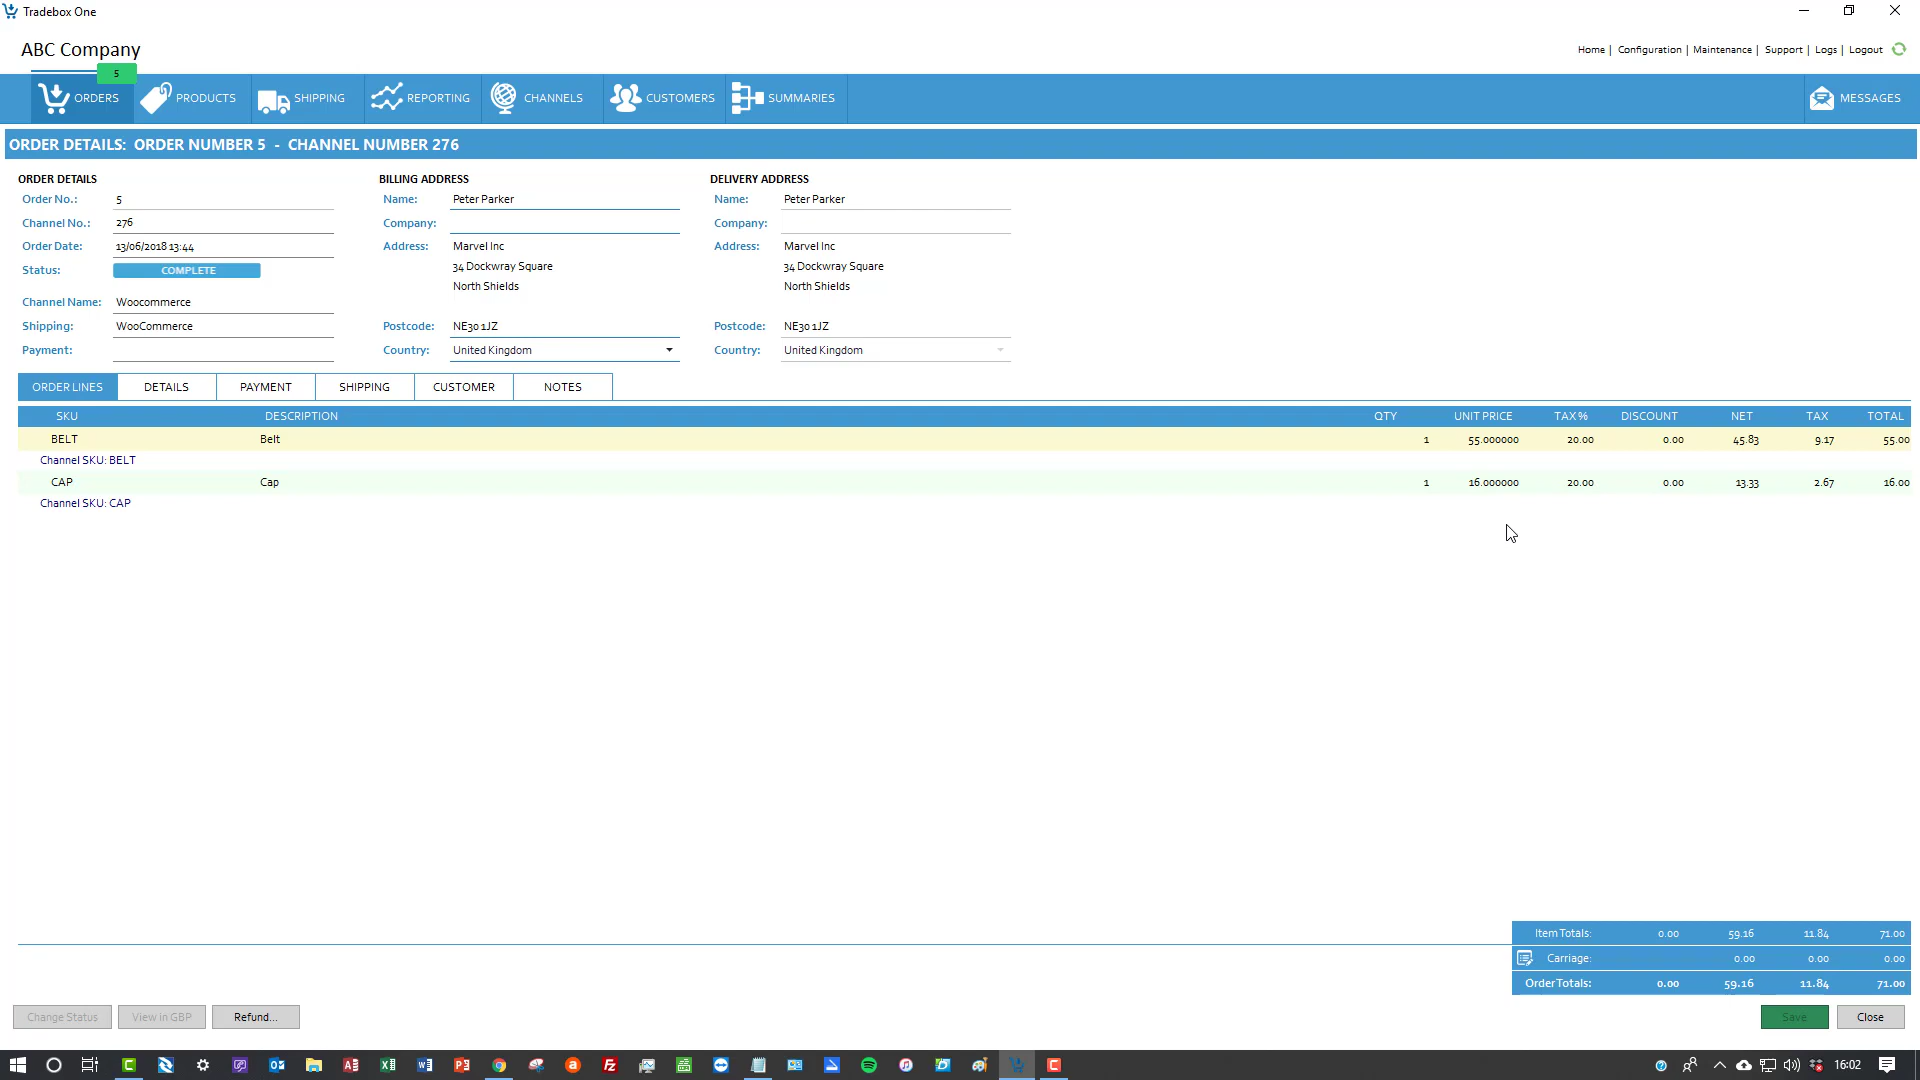 Tradebox One
ABC Company
Home | Configuration | Maintenance | Support | Logs | Logout
5
ORDERS PRODUCTS SHIPPING REPORTING CHANNELS CUSTOMERS SUMMARIES MESSAGES
ORDER DETAILS: ORDER NUMBER 5 - CHANNEL NUMBER 276
ORDER DETAILS BILLING ADDRESS DELIVERY ADDRESS
Order No.: 5 Name: Peter Parker Name: Peter Parker
Channel No.: 276 Company: Company:
Order Date: 13/06/2018 13:44 Address: Marvel Inc Address: Marvel Inc
34 Dockwray Square 34 Dockwray Square
Status: COMPLETE
North Shields North Shields
Channel Name: Woocommerce
Shipping: WooCommerce Postcode: NE30 1JZ Postcode: NE30 1JZ
Payment: Country: United Kingdom Country: United Kingdom
ORDER LINES DETAILS PAYMENT SHIPPING CUSTOMER NOTES
SKU DESCRIPTION QTY UNIT PRICE TAX % DISCOUNT NET TAX TOTAL
BELT Belt 1 55.000000 20.00 0.00 45.83 9.17 55.00
Channel SKU: BELT
CAP Cap 1 16.000000 20.00 0.00 13.33 2.67 16.00
Channel SKU: CAP
Item Totals: 0.00 59.16 11.84 71.00
Carriage: 0.00 0.00 0.00
Order Totals: 0.00 59.16 11.84 71.00
Change Status View in GBP Refund... Save Close
16:02